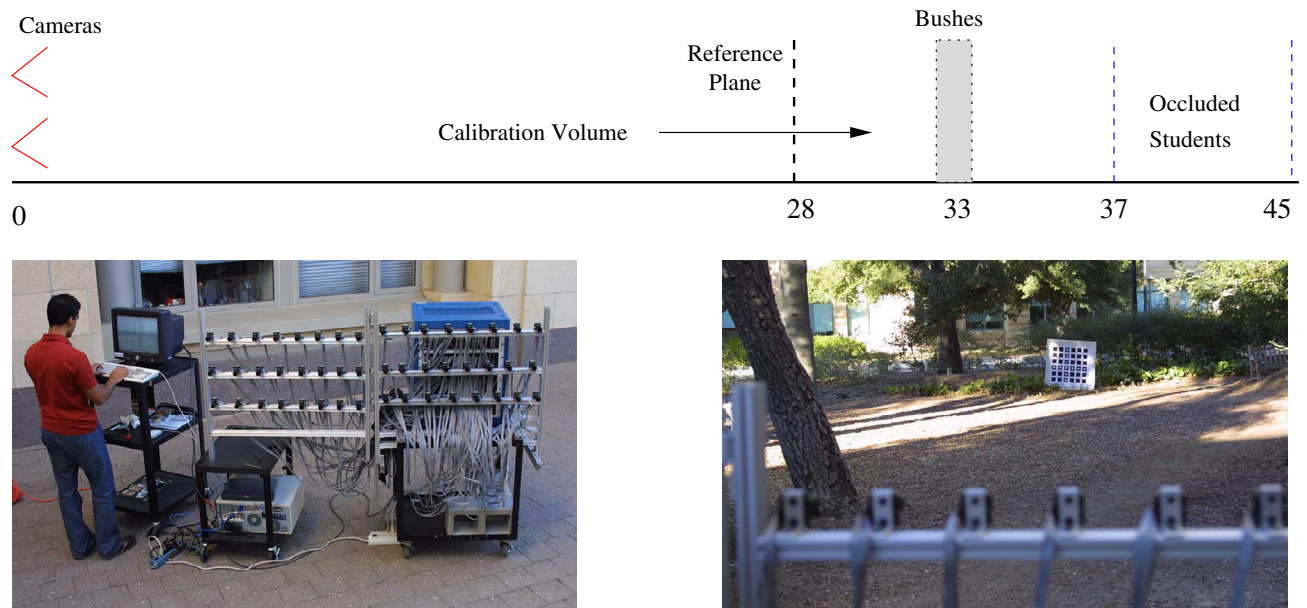 Cameras
Bushes
Reference
Plane
Occluded
Calibration Volume
Students
0
28
33
37
45